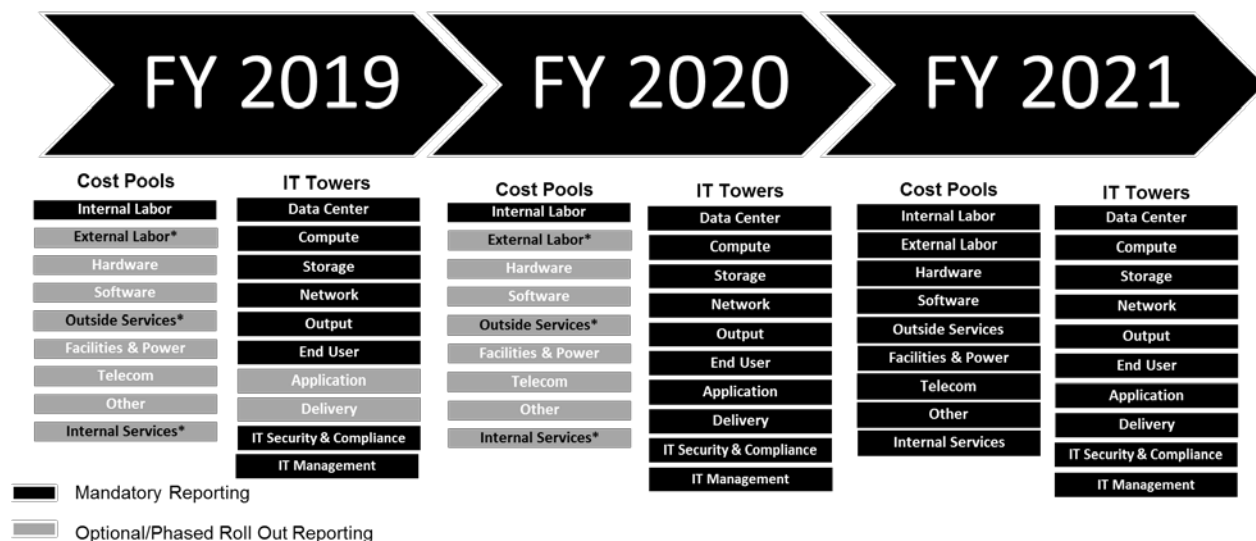 FY 2019
FY 2020
FY 2021
Cost Pools
Internal Labor
External Labor*
Hardware
Software
Outside Services*
Facilities & Power
Telecom
Other
Internal Services*
IT Towers
Data Center
Compute
Storage
Network
Output
End User
Application
Delivery
IT Security & Compliance
IT Management
Cost Pools
Internal Labor
External Labor*
Hardware
Software
Outside Services*
Facilities & Power
Telecom
Other
Internal Services*
IT Towers
Data Center
Compute
Storage
Network
Output
End User
Application
Delivery
IT Security & Compliance
IT Management
Cost Pools
Internal Labor
External Labor
Hardware
Software
Outside Services
Facilities & Power
Telecom
Other
Internal Services
IT Towers
Data Center
Compute
Storage
Network
Output
End User
Application
Delivery
IT Security & Compliance
IT Management
Mandatory Reporting
Optional/Phased Roll Out Reporting